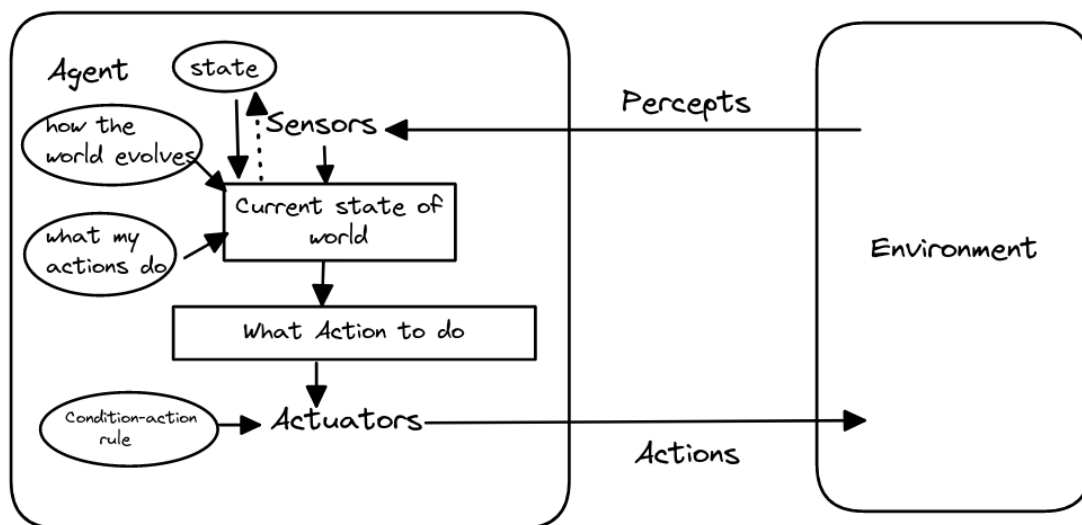 Agent
state
how the
world evolves
Sensors
Percepts
Current state of
world
what my
actions do
Environment
What Action to do
Condition-action
rule
Actuators
Actions